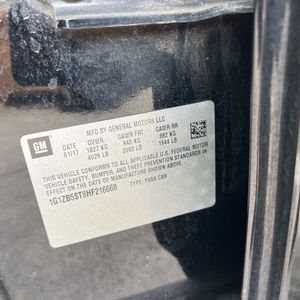 MFD BY GENERAL MOTORS LLC
GM
DATE GVWR GAWR FRT GAWR RR
01/17 1827 KG 945 KG 882 KG
4028 LB 2082 LB 1944 LB
THIS VEHICLE CONFORMS TO ALL APPLICABLE U.S. FEDERAL MOTOR
VEHICLE SAFETY, BUMPER, AND THEFT PREVENTION STANDARDS IN
EFFECT ON THE DATE OF MANUFACTURE SHOWN ABOVE.
1G1ZB5ST8HF216668
TYPE: PASS CAR